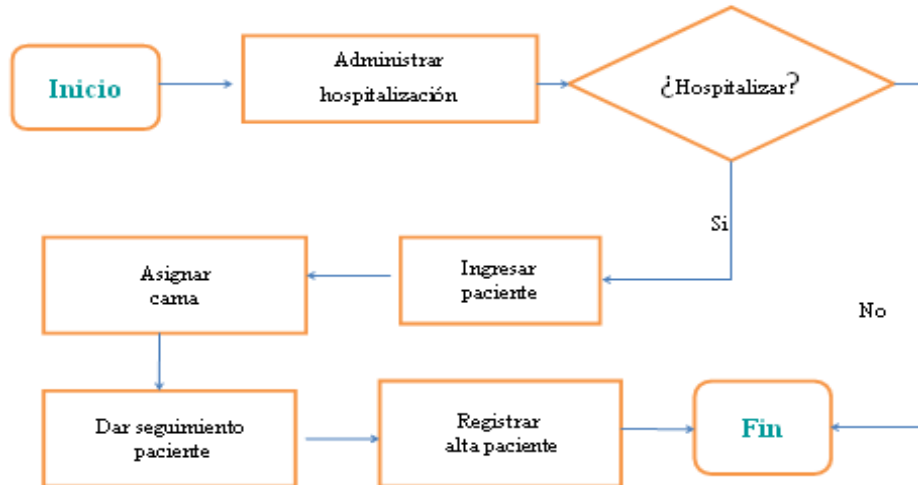 Inicio
Administrar
hospitalización
¿Hospitalizar?
Si
Ingresar
paciente
Asignar
cama
No
Dar seguimiento
paciente
Registrar
alta paciente
Fin